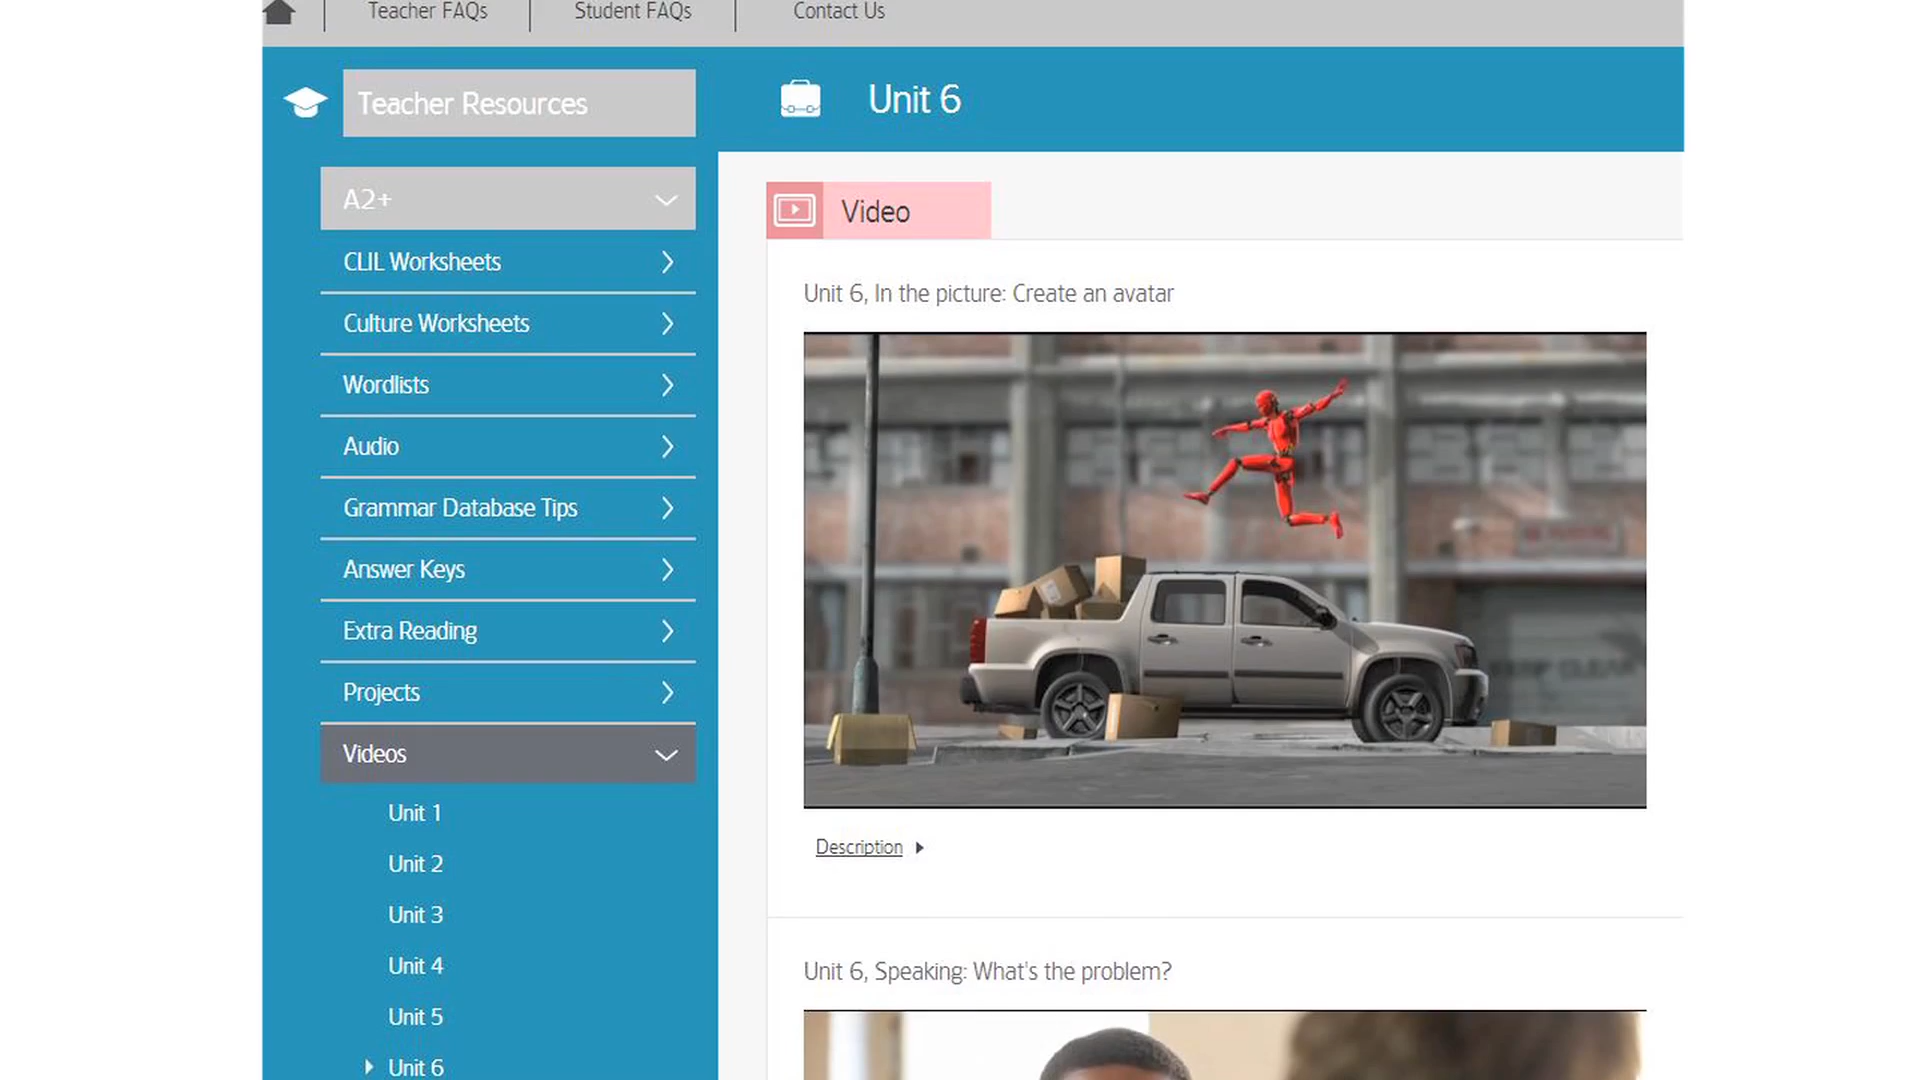 Teacher FAQs
Student FAQs
Contact Us
Teacher Resources
Unit 6
A2+
CLIL Worksheets
Culture Worksheets
Wordlists
Audio
Grammar Database Tips
Answer Keys
Extra Reading
Projects
Videos
Unit 1
Unit 2
Unit 3
Unit 4
Unit 5
Unit 6
Video
Unit 6, In the picture: Create an avatar
KEEP CLEAR
Description
Unit 6, Speaking: What's the problem?